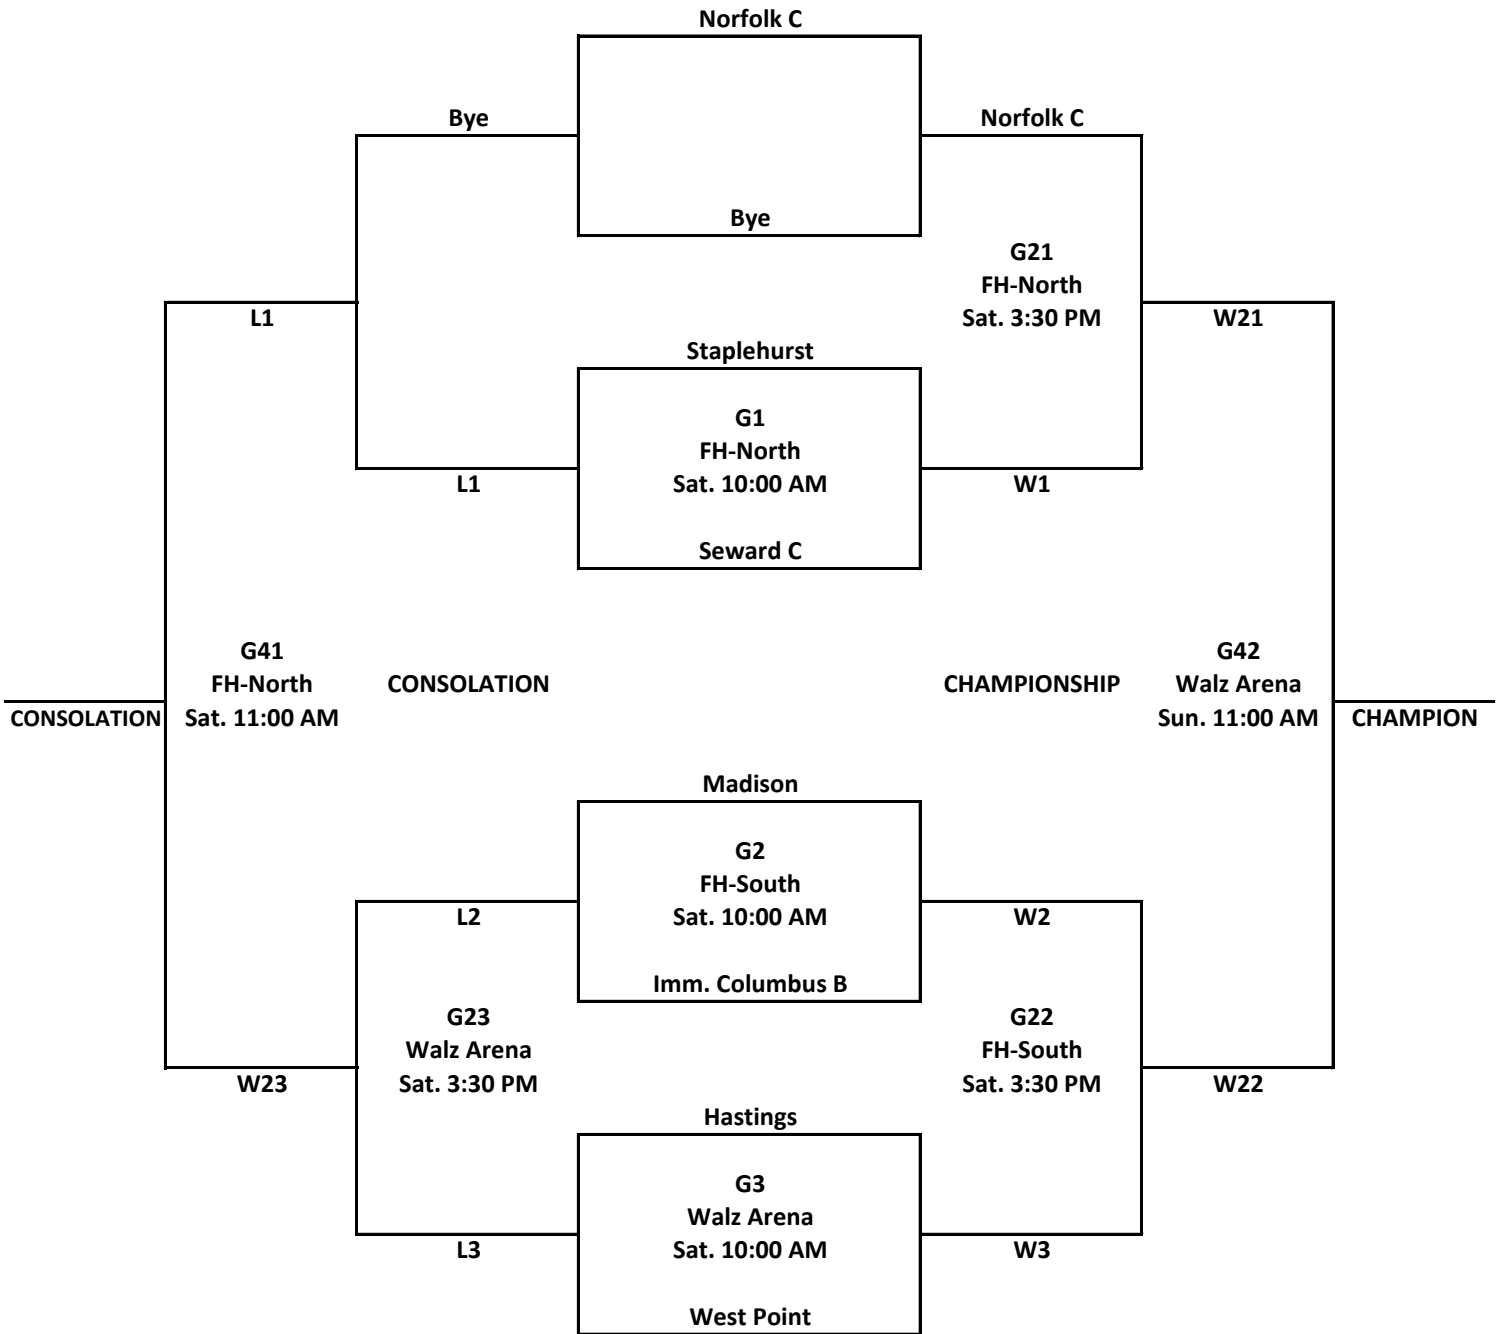 Norfolk C
Bye
Norfolk C
Bye
G21
FH-North
Sat. 3:30 PM
L1
W21
Staplehurst
G1
FH-North
Sat. 10:00 AM
L1
W1
Seward C
G41
FH-North
Sat. 11:00 AM
CONSOLATION
CONSOLATION
CHAMPIONSHIP
G42
Walz Arena
Sun. 11:00 AM
CHAMPION
Madison
G2
FH-South
Sat. 10:00 AM
L2
W2
Imm. Columbus B
G23
Walz Arena
Sat. 3:30 PM
G22
FH-South
Sat. 3:30 PM
W23
W22
Hastings
G3
Walz Arena
Sat. 10:00 AM
L3
W3
West Point